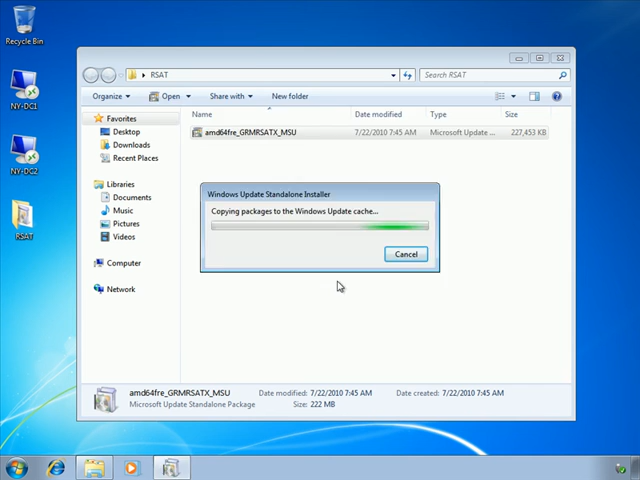 Recycle Bin
NY-DC1
NY-DC2
RSAT
RSAT
Search RSAT
Organize Open Share with New folder
Name Date modified Type Size
amd64fre_GRMRSATX_MSU 7/22/2010 7:45 AM Microsoft Update ... 227,453 KB
Favorites
Desktop
Downloads
Recent Places
Libraries
Documents
Music
Pictures
Videos
Computer
Network
Windows Update Standalone Installer
Copying packages to the Windows Update cache...
Cancel
amd64fre_GRMRSATX_MSU Date modified: 7/22/2010 7:45 AM Date created: 7/22/2010 7:45 AM
Microsoft Update Standalone Package Size: 222 MB